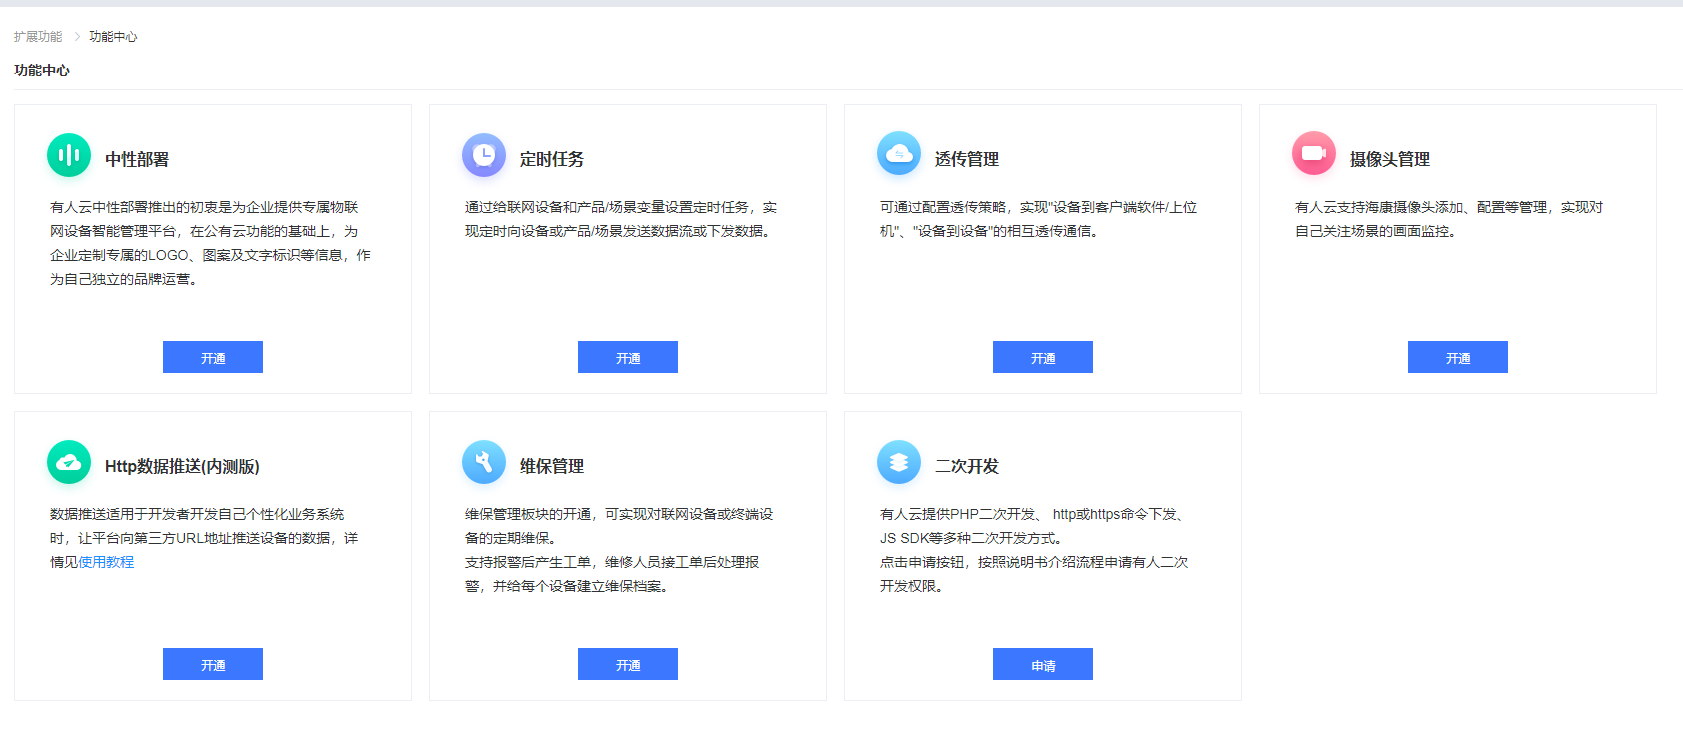 扩展功能 > 功能中心
功能中心
中性部署
有人云中性部署推出的初衷是为企业提供专属物联
网设备智能管理平台，在公有云功能的基础上，为
企业定制专属的LOGO、图案及文字标识等信息，作
为自己独立的品牌运营。
开通
定时任务
通过给联网设备和产品/场景变量设置定时任务，实
现定时向设备或产品/场景发送数据流或下发数据。
开通
透传管理
可通过配置透传策略，实现"设备到客户端软件/上位
机"、"设备到设备"的相互透传通信。
开通
摄像头管理
有人云支持海康摄像头添加、配置等管理，实现对
自己关注场景的画面监控。
开通
Http数据推送(内测版)
数据推送适用于开发者开发自己个性化业务系统
时，让平台向第三方URL地址推送设备的数据，详
情见使用教程
开通
维保管理
维保管理板块的开通，可实现对联网设备或终端设
备的定期维保。
支持报警后产生工单，维修人员接工单后处理报
警，并给每个设备建立维保档案。
开通
二次开发
有人云提供PHP二次开发、 http或https命令下发、
JS SDK等多种二次开发方式。
点击申请按钮，按照说明书介绍流程申请有人二次
开发权限。
申请